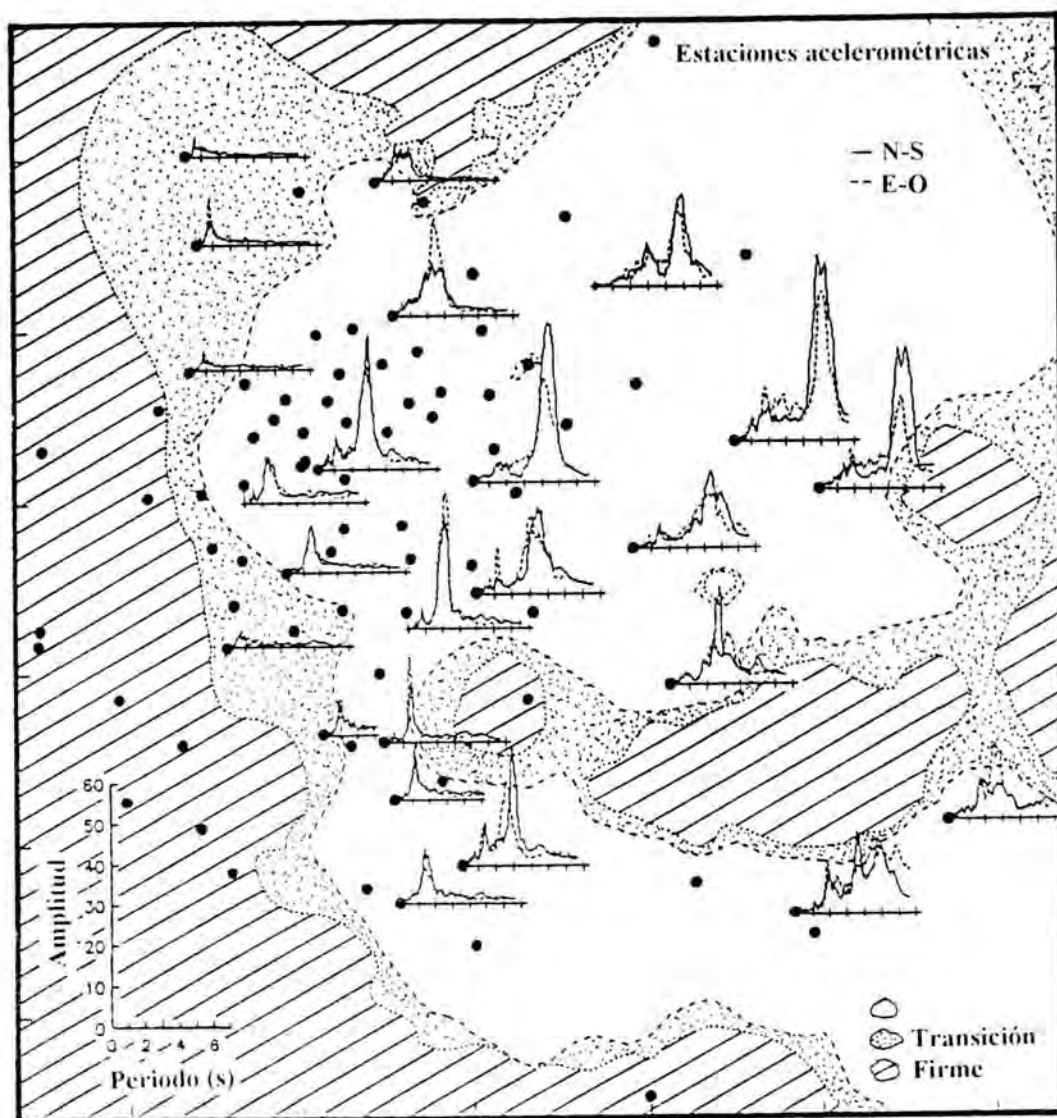 Estaciones acelerométricas
— N-S
--- E-O
Amplitud
60
50
40
30
20
10
0
0 2 4 6
Periodo (s)
Transición
Firme